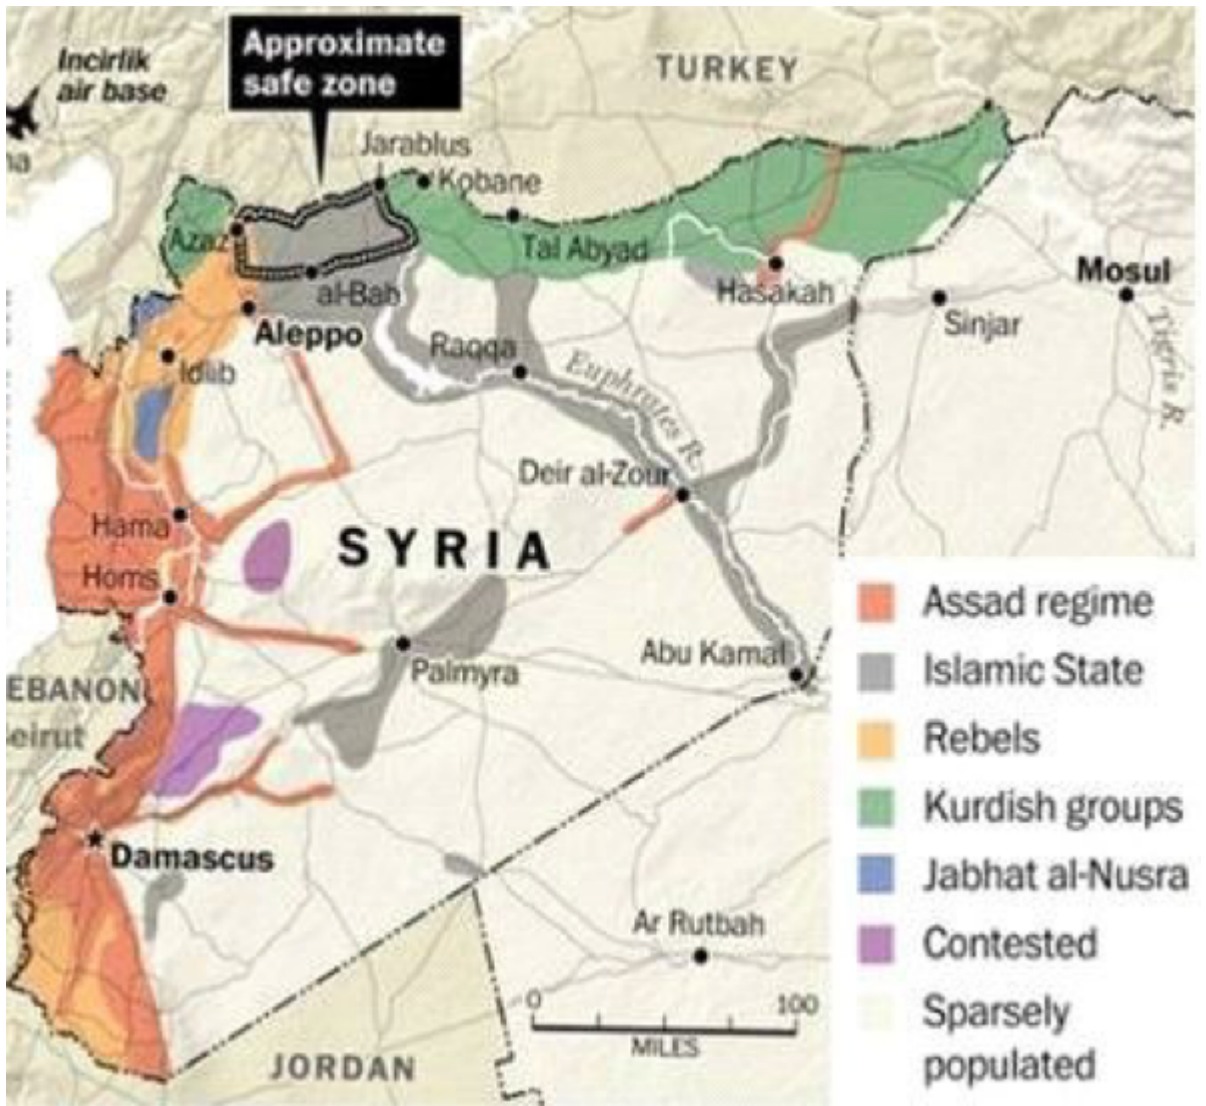 Approximate
safe zone
Incirlik
air base
TURKEY
na
Jarablus
Kobane
Azaz
Tal Abyad
al-Bab
Hasakah
Mosul
Sinjar
Aleppo
Raqqa
Idlib
Euphrates R.
Tigris R.
Deir al-Zour
Hama
SYRIA
Homs
Abu Kamal
Palmyra
EBANON
eirut
Damascus
Ar Rutbah
0 100
MILES
JORDAN
Assad regime
Islamic State
Rebels
Kurdish groups
Jabhat al-Nusra
Contested
Sparsely
populated